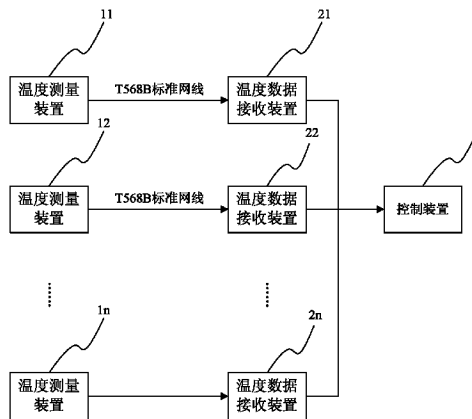 11
21
温度测量
装置
T568B标准网线
温度数据
接收装置
12
22
温度测量
装置
T568B标准网线
温度数据
接收装置
控制装置
1n
2n
温度测量
装置
温度数据
接收装置